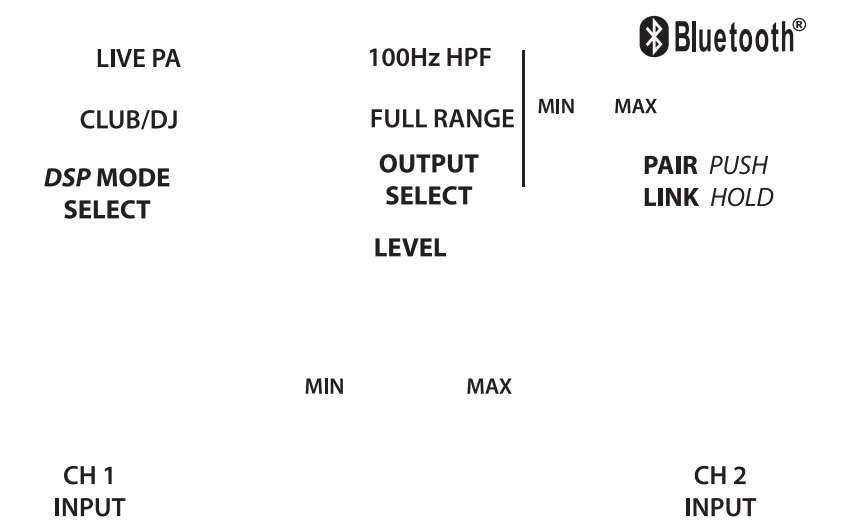 Bluetooth®
LIVE PA
100Hz HPF
CLUB/DJ
FULL RANGE
MIN
MAX
DSP MODE
SELECT
OUTPUT
SELECT
PAIR PUSH
LINK HOLD
LEVEL
MIN
MAX
CH 1
INPUT
CH 2
INPUT